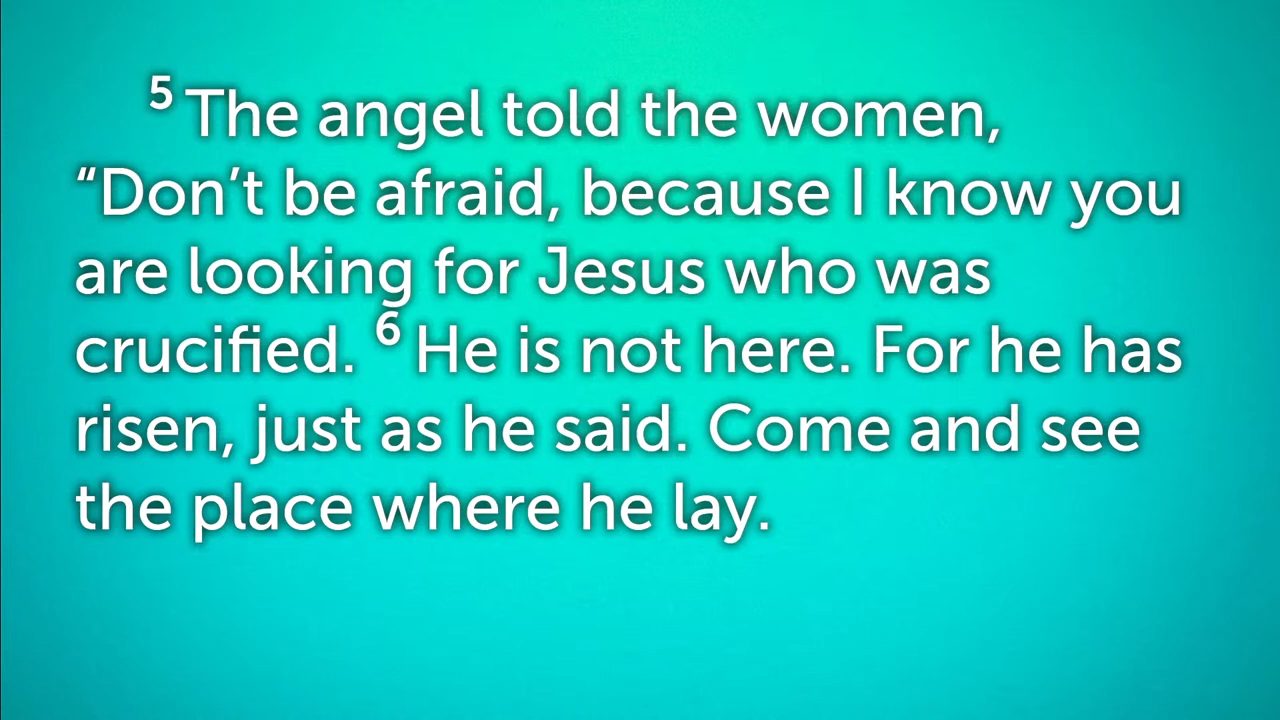 ⁵ The angel told the women,
“Don’t be afraid, because I know you
are looking for Jesus who was
crucified. ⁶ He is not here. For he has
risen, just as he said. Come and see
the place where he lay.